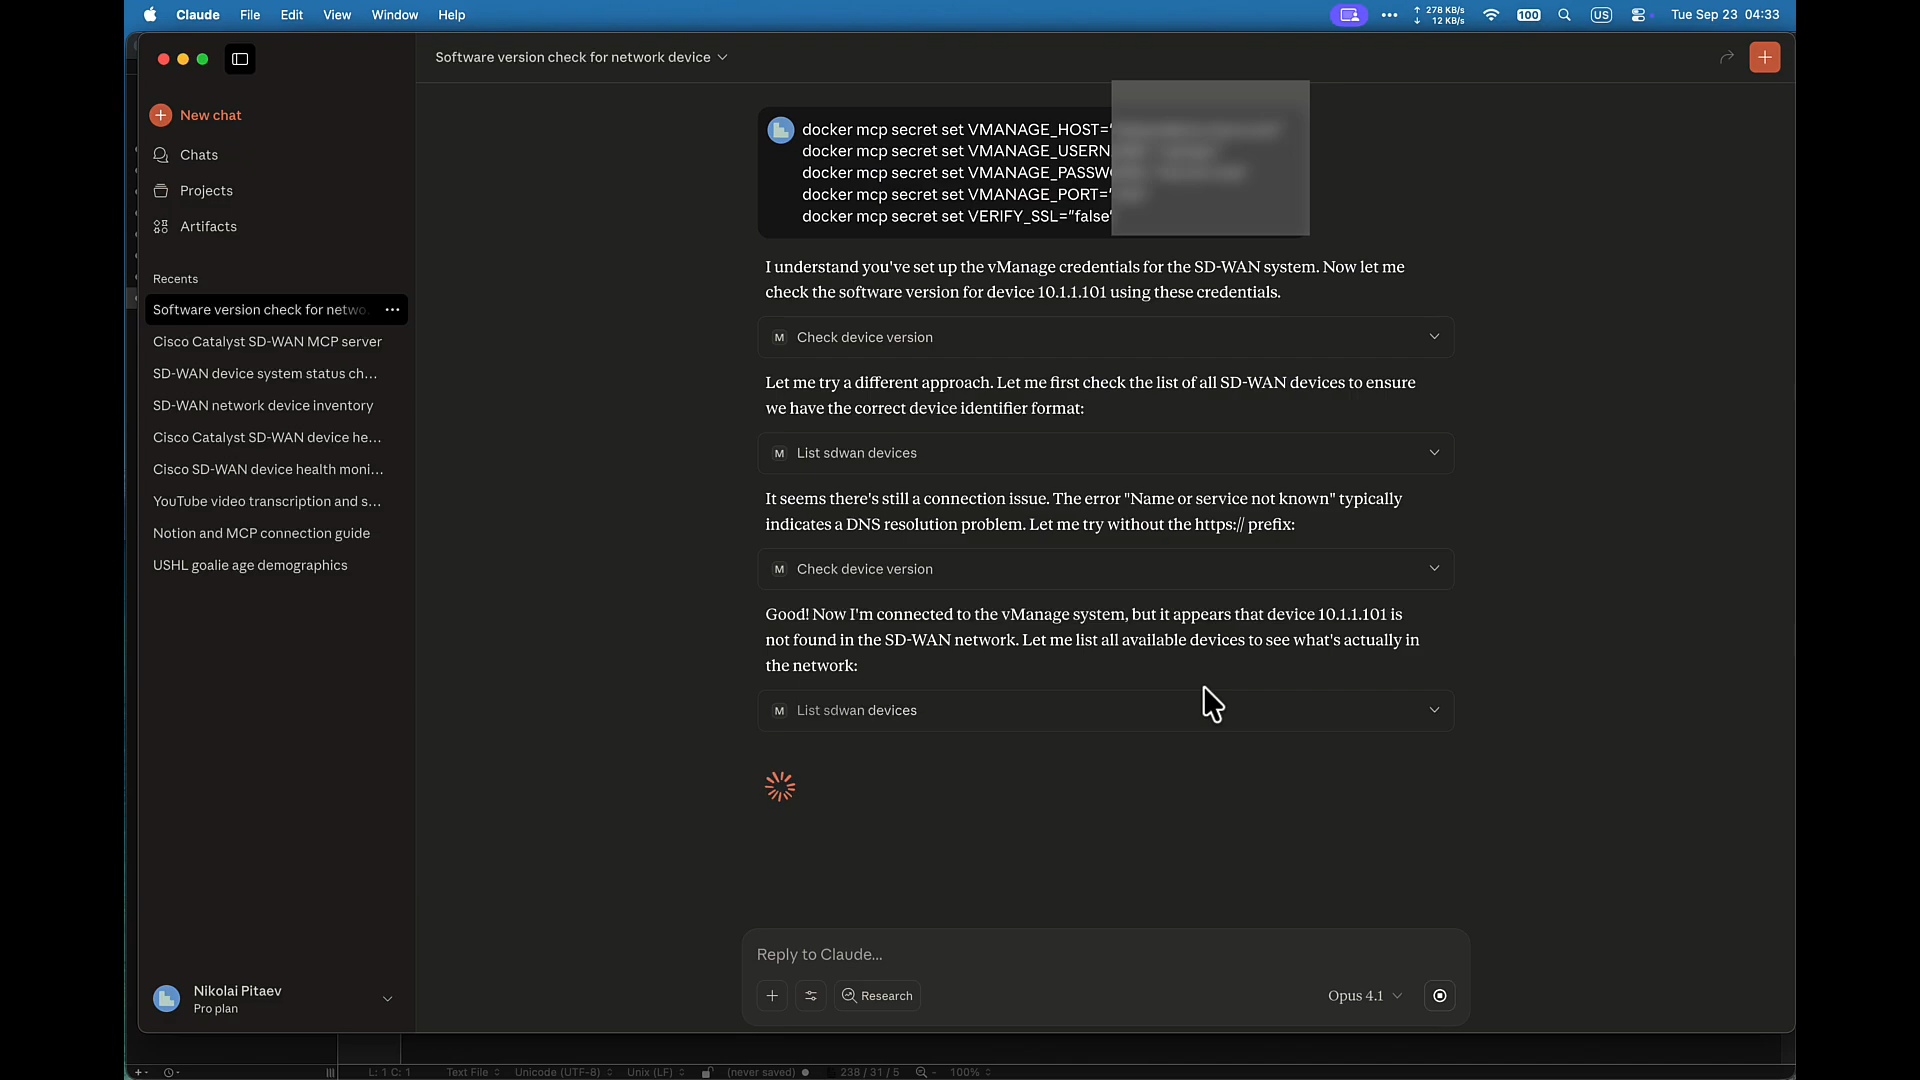 Claude File Edit View Window Help
278 KB/s
12 KB/s
100
US
Tue Sep 23 04:33
Software version check for network device
New chat
Chats
Projects
Artifacts
Recents
Software version check for netwo
Cisco Catalyst SD-WAN MCP server
SD-WAN device system status ch...
SD-WAN network device inventory
Cisco Catalyst SD-WAN device he...
Cisco SD-WAN device health moni...
YouTube video transcription and s...
Notion and MCP connection guide
USHL goalie age demographics
Nikolai Pitaev
Pro plan
docker mcp secret set VMANAGE_HOST="
docker mcp secret set VMANAGE_USERN
docker mcp secret set VMANAGE_PASSW
docker mcp secret set VMANAGE_PORT="
docker mcp secret set VERIFY_SSL="false"
I understand you've set up the vManage credentials for the SD-WAN system. Now let me
check the software version for device 10.1.1.101 using these credentials.
M Check device version
Let me try a different approach. Let me first check the list of all SD-WAN devices to ensure
we have the correct device identifier format:
M List sdwan devices
It seems there's still a connection issue. The error "Name or service not known" typically
indicates a DNS resolution problem. Let me try without the https:// prefix:
M Check device version
Good! Now I'm connected to the vManage system, but it appears that device 10.1.1.101 is
not found in the SD-WAN network. Let me list all available devices to see what's actually in
the network:
M List sdwan devices
Reply to Claude...
Research
Opus 4.1
L: 1 C: 1 Text File Unicode (UTF-8) Unix (LF) (never saved) 238 / 31 / 5 100%